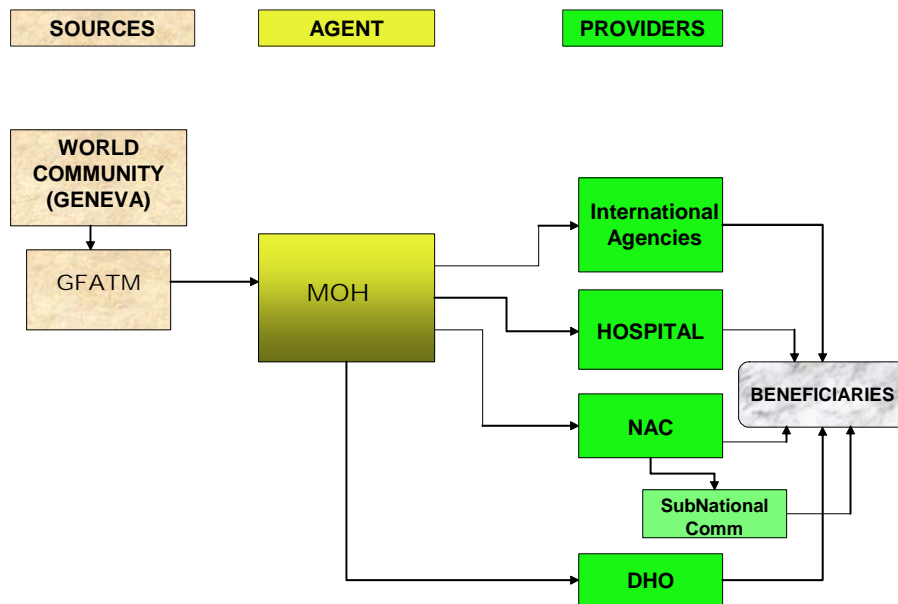 SOURCES
AGENT
PROVIDERS
WORLD
COMMUNITY
(GENEVA)
GFATM
MOH
International
Agencies
HOSPITAL
NAC
SubNational
Comm
DHO
BENEFICIARIES